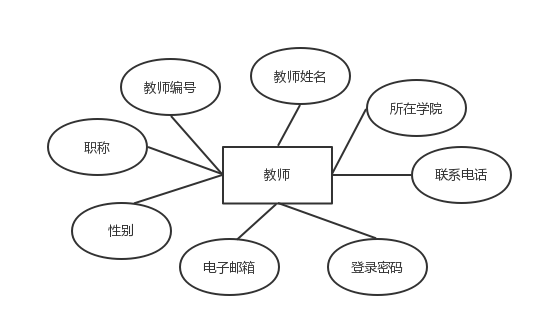 教师姓名
教师编号
所在学院
职称
教师
联系电话
性别
电子邮箱
登录密码